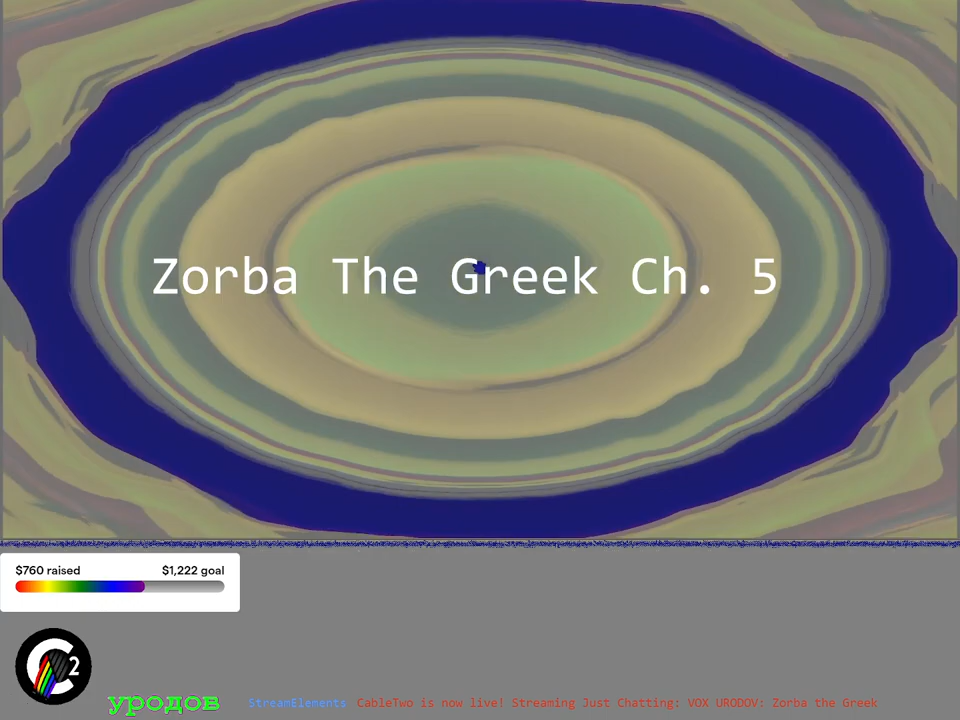 Zorba The Greek Ch. 5
$760 raised $1,222 goal
C2
уродов StreamElements CableTwo is now live! Streaming Just Chatting: VOX URODOV: Zorba the Greek